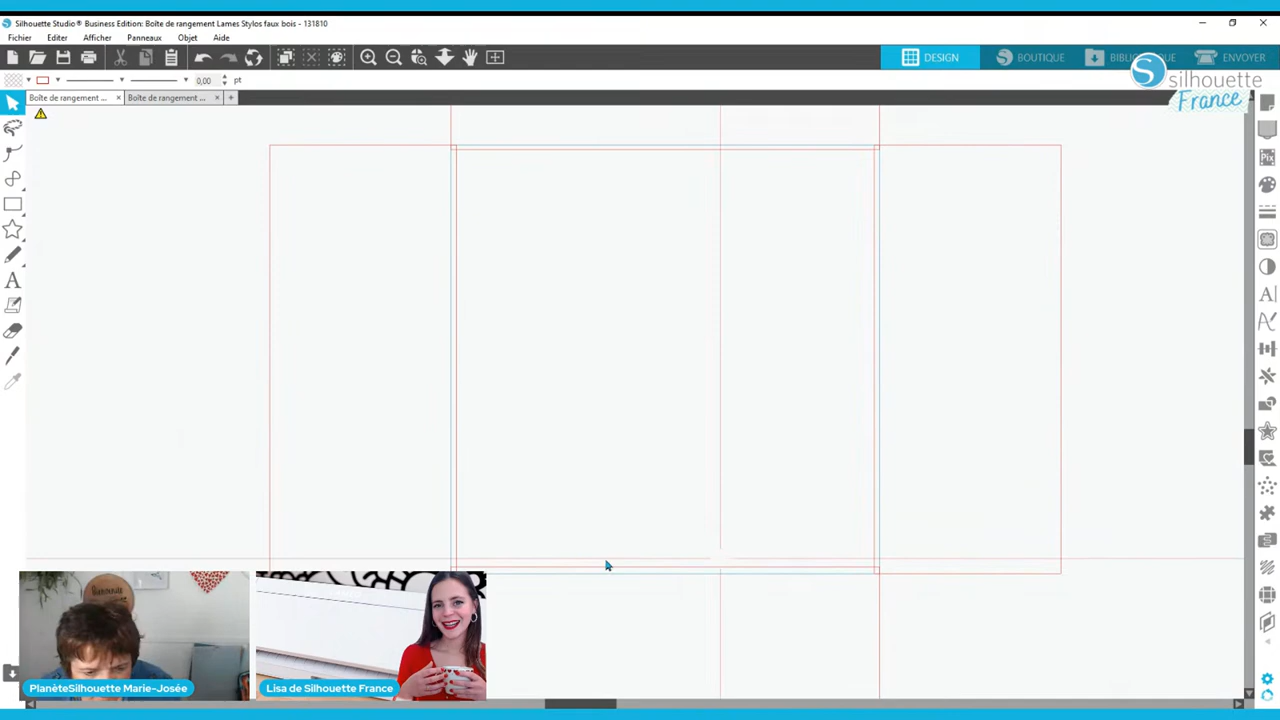 Silhouette Studio® Business Edition: Boîte de rangement Lames Stylos faux bois - 131810
Fichier Editer Afficher Panneaux Objet Aide
DESIGN BOUTIQUE ENVOYER
silhouette
France
0,00 pt
Boîte de rangement ... × Boîte de rangement ... × +
Pix
PlanèteSilhouette Marie-Josée
Lisa de Silhouette France